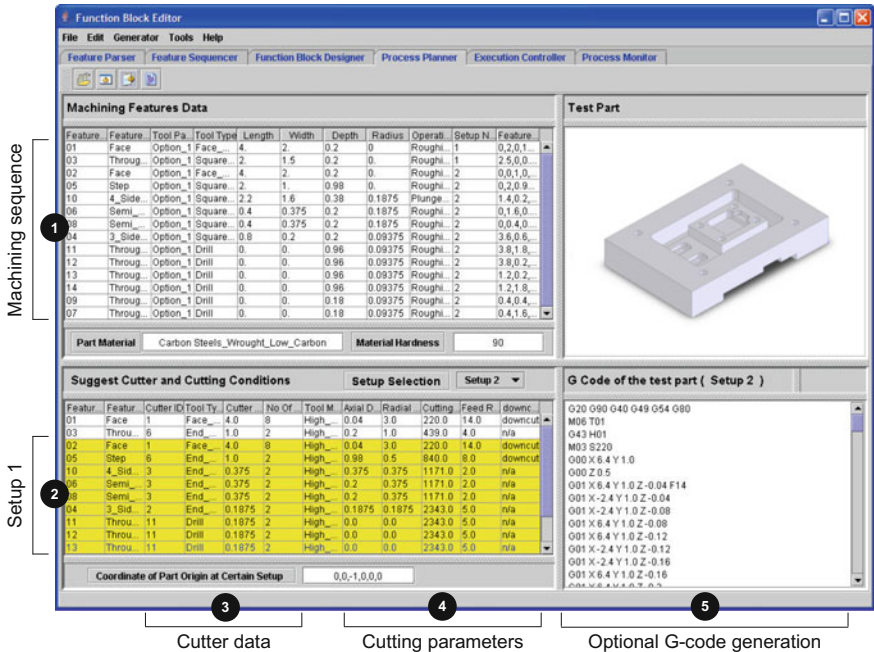 Function Block Editor
File Edit Generator Tools Help
Feature Parser Feature Sequencer Function Block Designer Process Planner Execution Controller Process Monitor
Machining Features Data
Feature... Feature... Tool Pa... Tool Type Length Width Depth Radius Operati... Setup N... Feature...
01 Face Option_1 Face_... 4. 2. 0.2 0 Roughi... 1 0,2,0,1...
03 Throug... Option_1 Square... 2. 1.5 0.2 0. Roughi... 1 2.5,0,0...
02 Face Option_1 Face_... 4. 2. 0.2 0 Roughi... 2 0,0,1,0,...
05 Step Option_1 Square... 2. 1. 0.98 0. Roughi... 2 0,2,0.9...
10 4_Side... Option_1 Square... 2.2 1.6 0.38 0.1875 Plunge... 2 1.4,0.2,...
06 Semi_... Option_1 Square... 0.4 0.375 0.2 0.1875 Roughi... 2 0,1.6,0...
08 Semi_... Option_1 Square... 0.4 0.375 0.2 0.1875 Roughi... 2 0,0.4,0...
04 3_Side... Option_1 Square... 0.8 0.2 0.2 0.09375 Roughi... 2 3.6,0.6,...
11 Throug... Option_1 Drill 0. 0. 0.96 0.09375 Roughi... 2 3.8,1.8,...
12 Throug... Option_1 Drill 0. 0. 0.96 0.09375 Roughi... 2 3.8,0.2,...
13 Throug... Option_1 Drill 0. 0. 0.96 0.09375 Roughi... 2 1.2,0.2,...
14 Throug... Option_1 Drill 0. 0. 0.96 0.09375 Roughi... 2 1.2,1.8,...
09 Throug... Option_1 Drill 0. 0. 0.18 0.09375 Roughi... 2 0.4,0.4,...
07 Throug... Option_1 Drill 0. 0. 0.18 0.09375 Roughi... 2 0.4,1.6,...
Part Material Carbon Steels_Wrought_Low_Carbon Material Hardness 90
Test Part
Machining sequence
1
Suggest Cutter and Cutting Conditions Setup Selection Setup 2
Featur... Featur... Cutter ID Tool Ty... Cutter ... No Of ... Tool M... Axial D... Radial ... Cutting... Feed R... downc...
01 Face 1 Face_... 4.0 8 High_... 0.04 3.0 220.0 14.0 downcut
03 Throu... 6 End_... 1.0 2 High_... 0.2 1.0 439.0 4.0 n/a
02 Face 1 Face_... 4.0 8 High_... 0.04 3.0 220.0 14.0 downcut
05 Step 6 End_... 1.0 2 High_... 0.98 0.5 840.0 8.0 downcut
10 4_Sid... 3 End_... 0.375 2 High_... 0.375 0.375 1171.0 2.0 n/a
06 Semi_... 3 End_... 0.375 2 High_... 0.2 0.375 1171.0 2.0 n/a
08 Semi_... 3 End_... 0.375 2 High_... 0.2 0.375 1171.0 2.0 n/a
04 3_Sid... 2 End_... 0.1875 2 High_... 0.1875 0.1875 2343.0 5.0 n/a
11 Throu... 11 Drill 0.1875 2 High_... 0.0 0.0 2343.0 5.0 n/a
12 Throu... 11 Drill 0.1875 2 High_... 0.0 0.0 2343.0 5.0 n/a
13 Throu... 11 Drill 0.1875 2 High_... 0.0 0.0 2343.0 5.0 n/a
Coordinate of Part Origin at Certain Setup 0,0,-1,0,0,0
Setup 1
2
G Code of the test part ( Setup 2 )
G20 G90 G40 G49 G54 G80
M06 T01
G43 H01
M03 S220
G00 X 6.4 Y 1.0
G00 Z 0.5
G01 X 6.4 Y 1.0 Z -0.04 F14
G01 X -2.4 Y 1.0 Z -0.04
G01 X -2.4 Y 1.0 Z -0.08
G01 X 6.4 Y 1.0 Z -0.08
G01 X 6.4 Y 1.0 Z -0.12
G01 X -2.4 Y 1.0 Z -0.12
G01 X -2.4 Y 1.0 Z -0.16
G01 X 6.4 Y 1.0 Z -0.16
3
Cutter data
4
Cutting parameters
5
Optional G-code generation